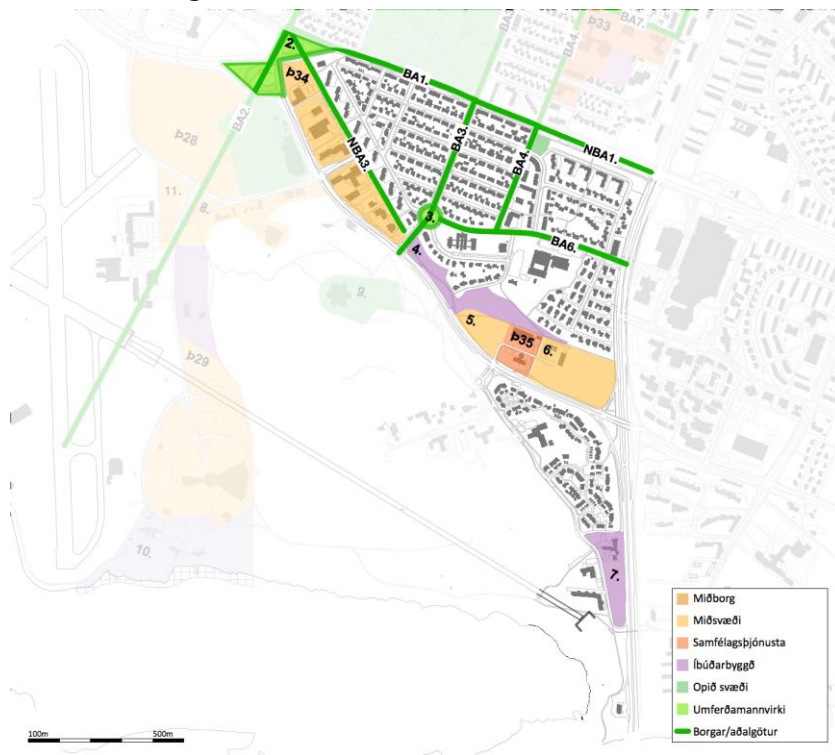 2.
BA1.
BA2.
BA4.
BA7.
Þ33
Þ34
Þ28
NBA3.
BA3.
BA4.
NBA1.
11.
8.
3.
4.
BA6.
9.
5.
Þ35
6.
Þ29
10.
7.
Miðborg
Miðsvæði
Samfélagsþjónusta
Íbúðarbyggð
Opið svæði
Umferðamannvirki
Borgar/aðalgötur
100m
500m